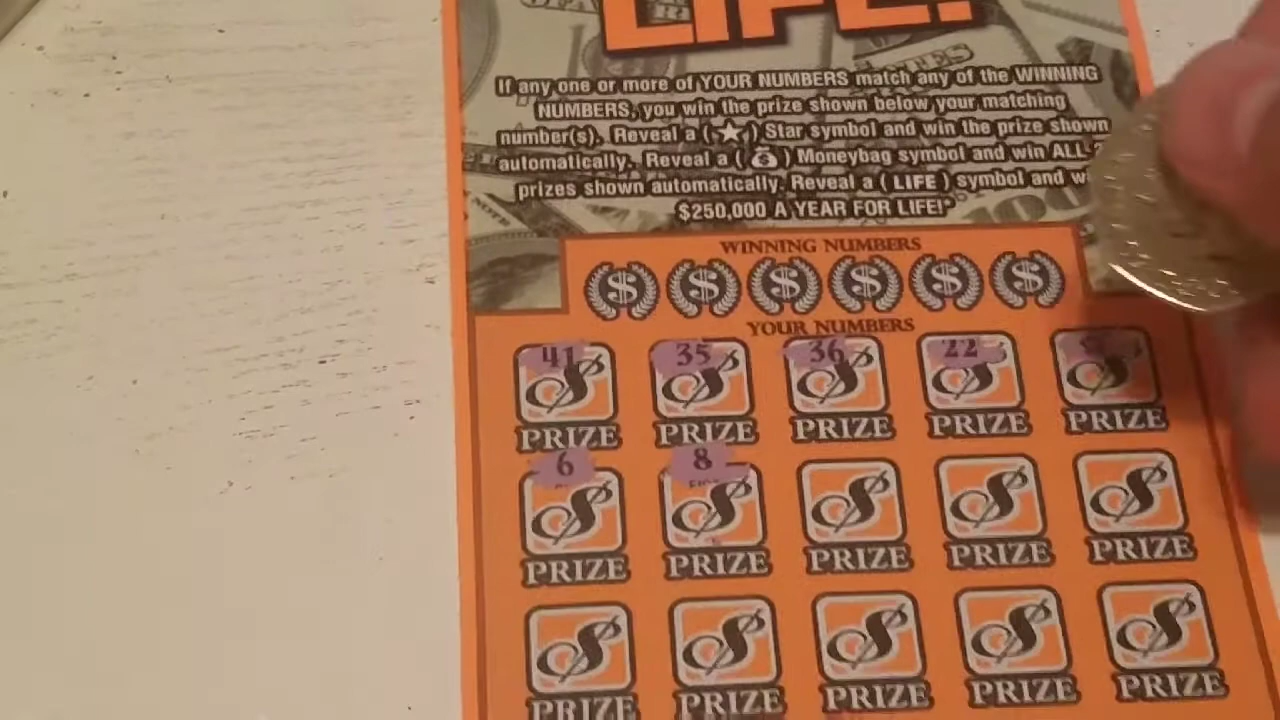 LIFE!
If any one or more of YOUR NUMBERS match any of the WINNING
NUMBERS, you win the prize shown below your matching
number(s). Reveal a ( ★ ) Star symbol and win the prize shown
automatically. Reveal a ( $ ) Moneybag symbol and win ALL
prizes shown automatically. Reveal a ( LIFE ) symbol and
$250,000 A YEAR FOR LIFE!*
WINNING NUMBERS
$ $ $ $ $ $
YOUR NUMBERS
41 35 36 22
PRIZE PRIZE PRIZE PRIZE PRIZE
6 8
PRIZE PRIZE PRIZE PRIZE PRIZE
PRIZE PRIZE PRIZE PRIZE PRIZE